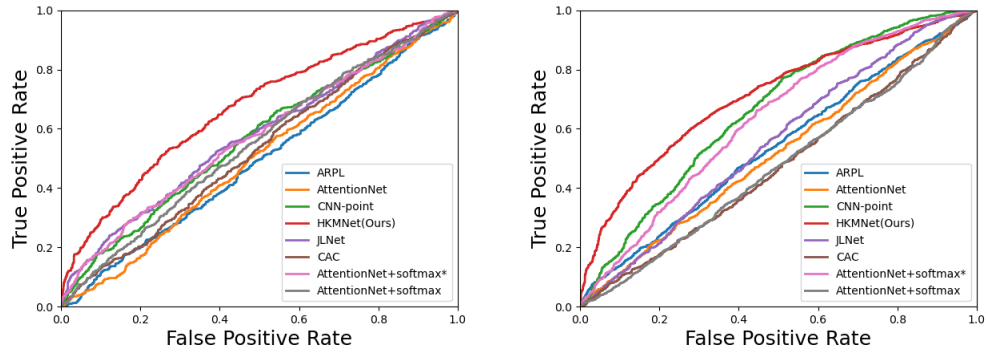 1.0
0.8
0.6
0.4
0.2
0.0
True Positive Rate
ARPL
AttentionNet
CNN-point
HKMNet(Ours)
JLNet
CAC
AttentionNet+softmax*
AttentionNet+softmax
0.0 0.2 0.4 0.6 0.8 1.0
False Positive Rate
1.0
0.8
0.6
0.4
0.2
0.0
True Positive Rate
ARPL
AttentionNet
CNN-point
HKMNet(Ours)
JLNet
CAC
AttentionNet+softmax*
AttentionNet+softmax
0.0 0.2 0.4 0.6 0.8 1.0
False Positive Rate